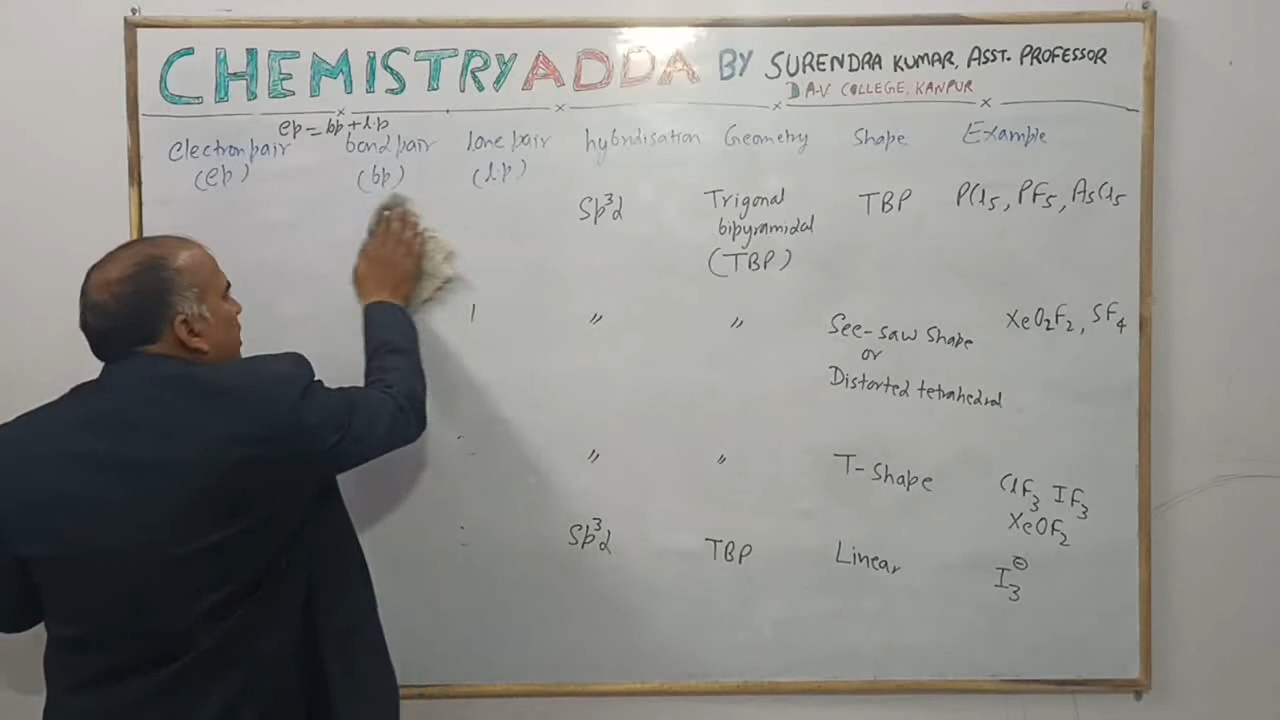 CHEMISTRY ADDA BY SURENDRA KUMAR, ASST. PROFESSOR
D A-V COLLEGE, KANPUR
ep = bp + l.p
electron pair bond pair lone pair hybridisation Geometry Shape Example
(ep) (bp) (l.p)
Sp³d Trigonal TBP PCl₅, PF₅, AsCl₅
bipyramidal
(TBP)
1 〃 〃 See-saw shape XeO₂F₂, SF₄
or
Distorted tetrahedral
〃 〃 T-shape ClF₃ IF₃
XeOF₂
Sp³d TBP Linear I₃⊖